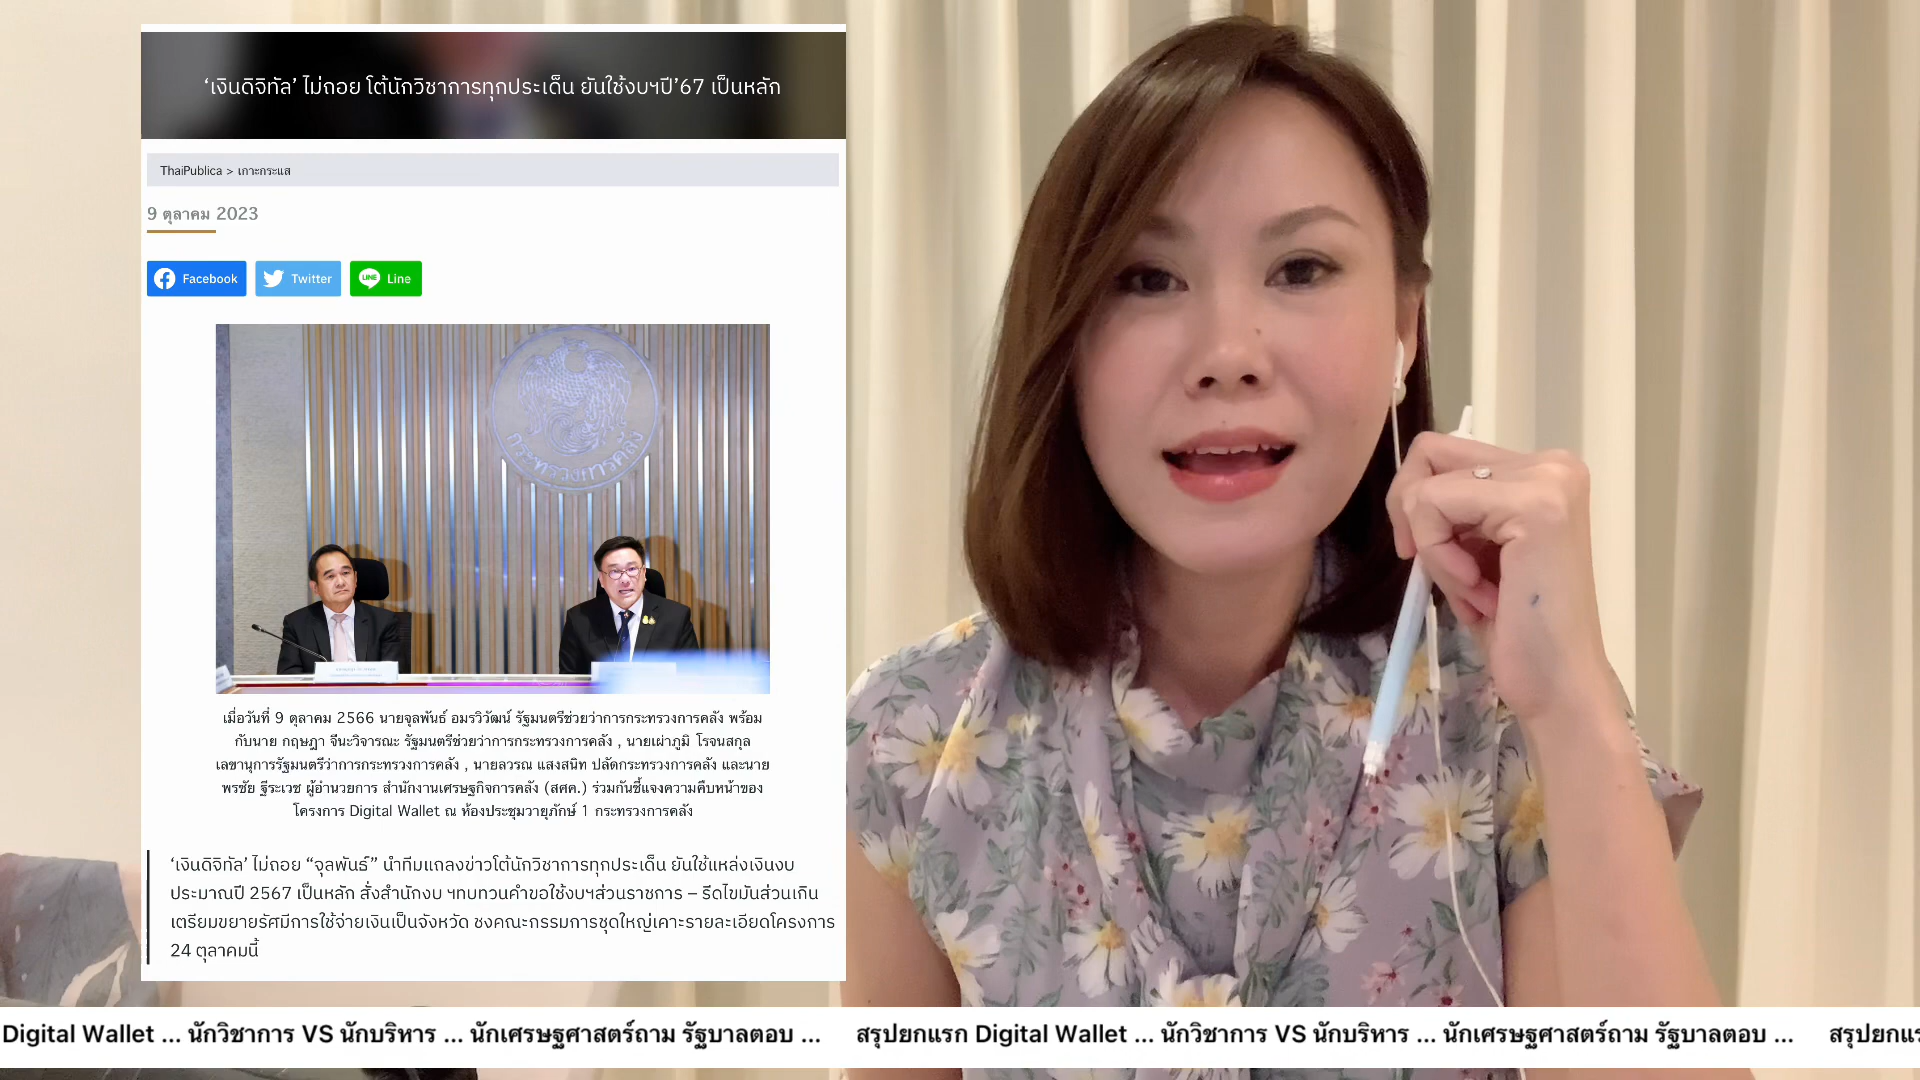 ‘เงินดิจิทัล’ ไม่ถอย โต้นักวิชาการทุกประเด็น ยันใช้งบฯปี’67 เป็นหลัก
ThaiPublica > เกาะกระแส
9 ตุลาคม 2023
Facebook Twitter Line
กระทรวงการคลัง
เมื่อวันที่ 9 ตุลาคม 2566 นายจุลพันธ์ อมรวิวัฒน์ รัฐมนตรีช่วยว่าการกระทรวงการคลัง พร้อม
กับนาย กฤษฎา จีนะวิจารณะ รัฐมนตรีช่วยว่าการกระทรวงการคลัง , นายเผ่าภูมิ โรจนสกุล
เลขานุการรัฐมนตรีว่าการกระทรวงการคลัง , นายลวรณ แสงสนิท ปลัดกระทรวงการคลัง และนาย
พรชัย ฐีระเวช ผู้อำนวยการ สำนักงานเศรษฐกิจการคลัง (สศค.) ร่วมกันชี้แจงความคืบหน้าของ
โครงการ Digital Wallet ณ ห้องประชุมวายุภักษ์ 1 กระทรวงการคลัง
‘เงินดิจิทัล’ ไม่ถอย “จุลพันธ์” นำทีมแถลงข่าวโต้นักวิชาการทุกประเด็น ยันใช้แหล่งเงินงบ
ประมาณปี 2567 เป็นหลัก สั่งสำนักงบ ฯทบทวนคำขอใช้งบฯส่วนราชการ – รีดไขมันส่วนเกิน
เตรียมขยายรัศมีการใช้จ่ายเงินเป็นจังหวัด ชงคณะกรรมการชุดใหญ่เคาะรายละเอียดโครงการ
24 ตุลาคมนี้
Digital Wallet ... นักวิชาการ VS นักบริหาร ... นักเศรษฐศาสตร์ถาม รัฐบาลตอบ ... สรุปยกแรก Digital Wallet ... นักวิชาการ VS นักบริหาร ... นักเศรษฐศาสตร์ถาม รัฐบาลตอบ ... สรุปยกแร